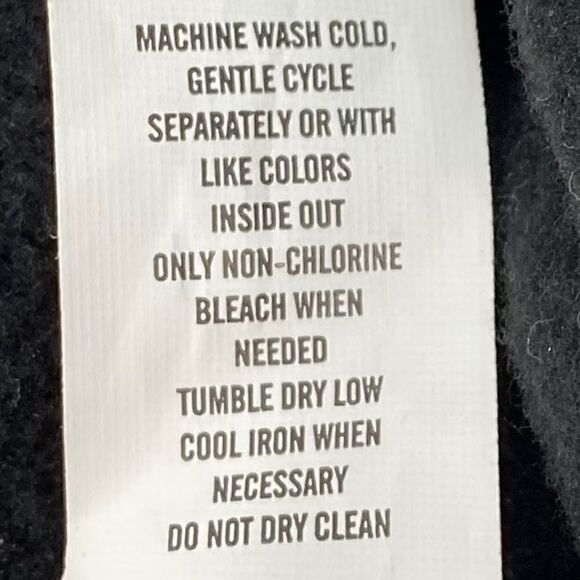 MACHINE WASH COLD,
GENTLE CYCLE
SEPARATELY OR WITH
LIKE COLORS
INSIDE OUT
ONLY NON-CHLORINE
BLEACH WHEN
NEEDED
TUMBLE DRY LOW
COOL IRON WHEN
NECESSARY
DO NOT DRY CLEAN